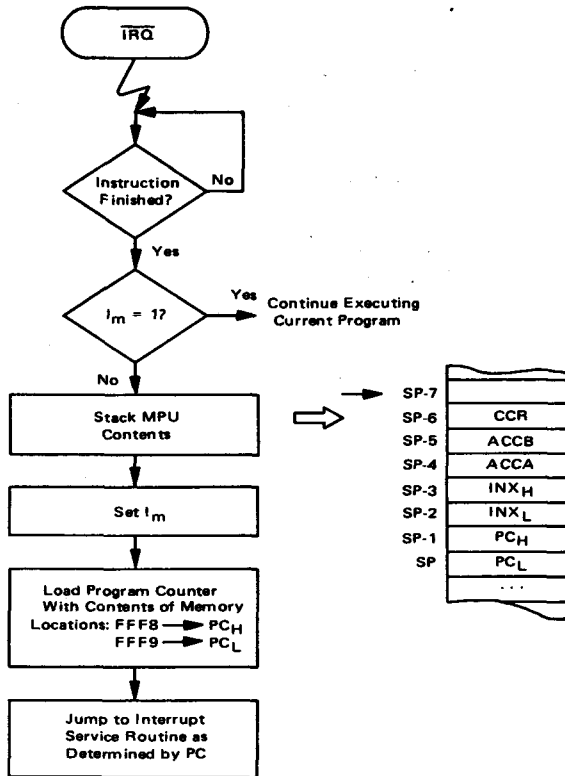 IRQ
Instruction
Finished?
No
Yes
Im = 1?
Yes
Continue Executing
Current Program
No
Stack MPU
Contents
Set Im
Load Program Counter
With Contents of Memory
Locations: FFF8 → PCH
FFF9 → PCL
Jump to Interrupt
Service Routine as
Determined by PC
SP-7
SP-6 CCR
SP-5 ACCB
SP-4 ACCA
SP-3 INXH
SP-2 INXL
SP-1 PCH
SP PCL
...